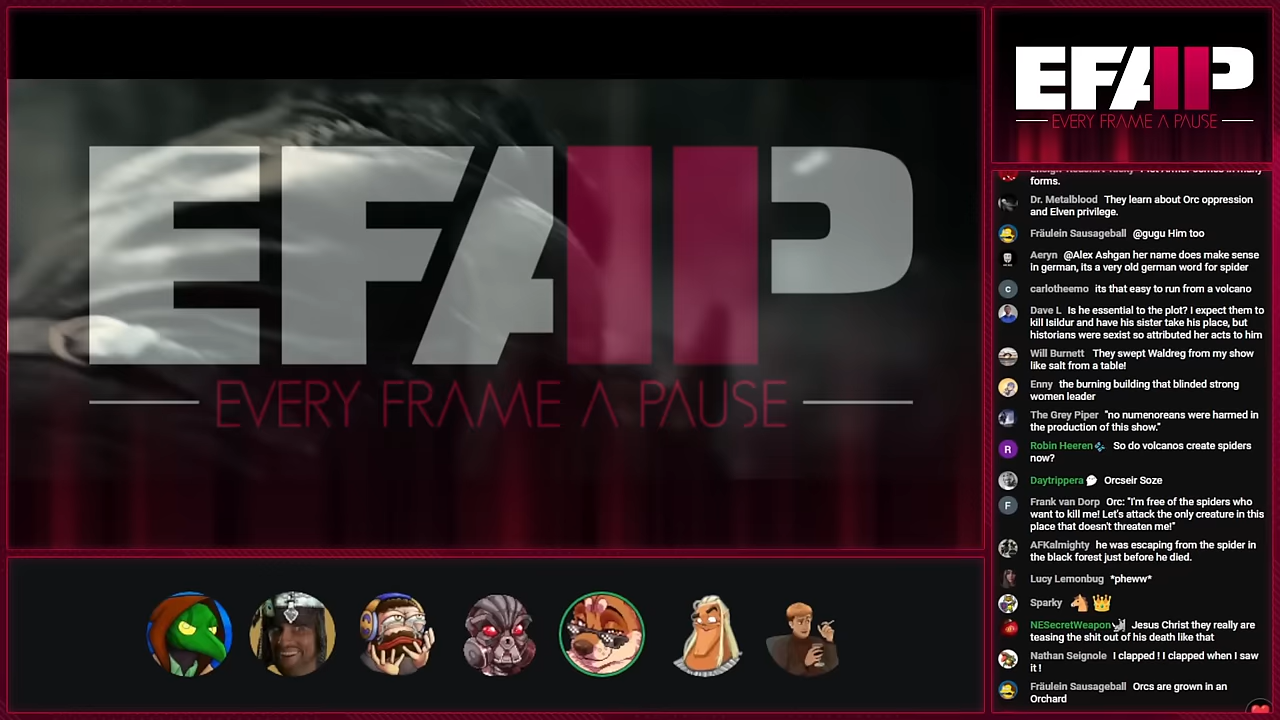 EFAP
EVERY FRAME A PAUSE
EFAP
EVERY FRAME A PAUSE
forms.
Dr. Metalblood They learn about Orc oppression
and Elven privilege.
Fräulein Sausageball @gugu Him too
Aeryn @Alex Ashgan her name does make sense
in german, its a very old german word for spider
c carlotheemo its that easy to run from a volcano
Dave L Is he essential to the plot? I expect them to
kill Isildur and have his sister take his place, but
historians were sexist so attributed her acts to him
Will Burnett They swept Waldreg from my show
like salt from a table!
Enny the burning building that blinded strong
women leader
The Grey Piper "no numenoreans were harmed in
the production of this show."
R Robin Heeren So do volcanos create spiders
now?
Daytrippera Orcseir Soze
F Frank van Dorp Orc: "I'm free of the spiders who
want to kill me! Let's attack the only creature in this
place that doesn't threaten me!"
AFKalmighty he was escaping from the spider in
the black forest just before he died.
Lucy Lemonbug *pheww*
Sparky 🐴 👑
NESecretWeapon Jesus Christ they really are
teasing the shit out of his death like that
Nathan Seignole I clapped ! I clapped when I saw
it !
Fräulein Sausageball Orcs are grown in an
Orchard